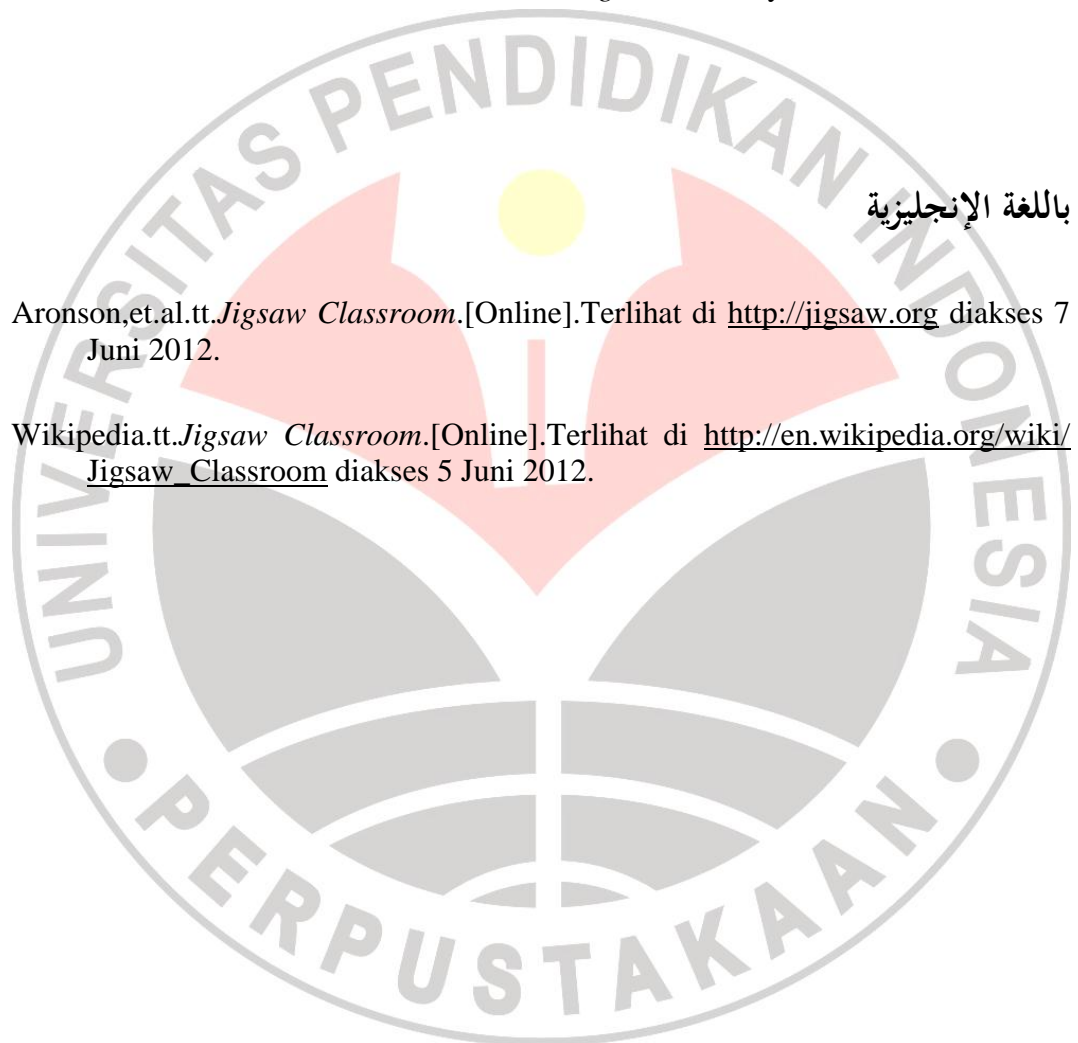 باللغة الإنجليزية
Aronson,et.al.tt.Jigsaw Classroom.[Online].Terlihat di http://jigsaw.org diakses 7
Juni 2012.
Wikipedia.tt.Jigsaw Classroom.[Online].Terlihat di http://en.wikipedia.org/wiki/
Jigsaw_Classroom diakses 5 Juni 2012.
UNIVERSITAS PENDIDIKAN INDONESIA
PERPUSTAKAAN